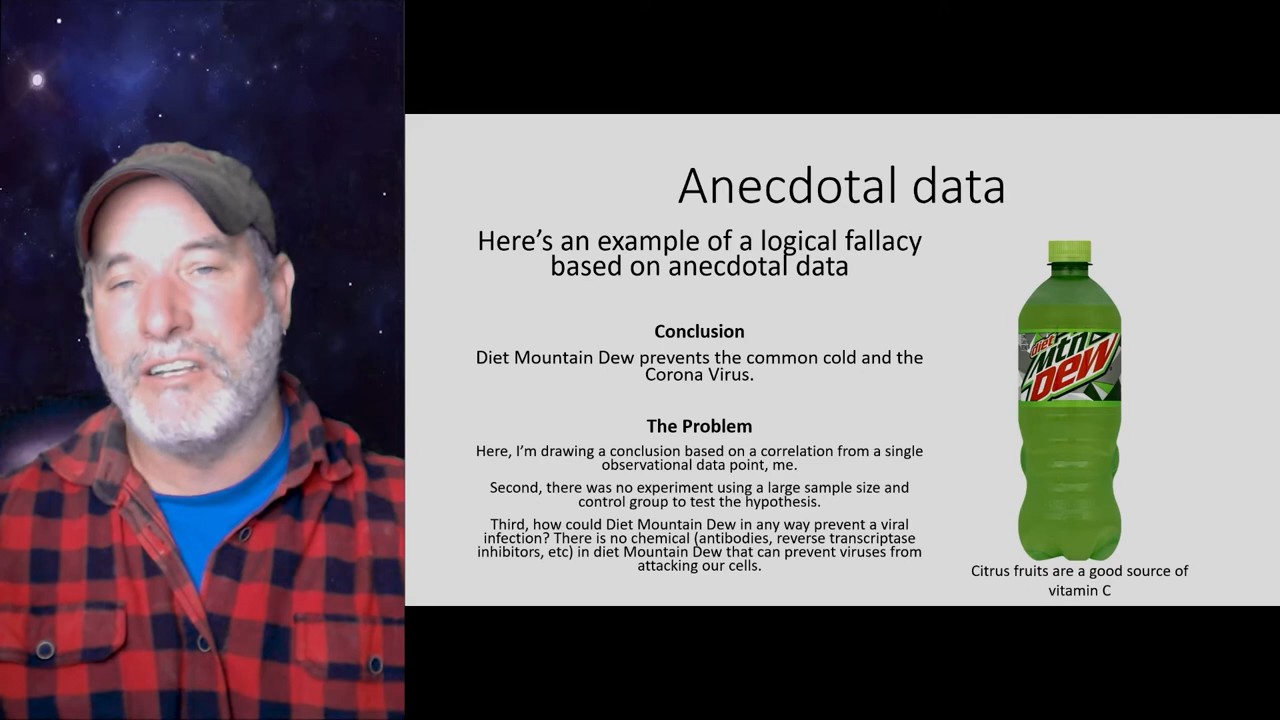 Anecdotal data
Here's an example of a logical fallacy
based on anecdotal data
Conclusion
Diet Mountain Dew prevents the common cold and the
Corona Virus.
The Problem
Here, I'm drawing a conclusion based on a correlation from a single
observational data point, me.
Second, there was no experiment using a large sample size and
control group to test the hypothesis.
Third, how could Diet Mountain Dew in any way prevent a viral
infection? There is no chemical (antibodies, reverse transcriptase
inhibitors, etc) in diet Mountain Dew that can prevent viruses from
attacking our cells.
diet
Mtn
DEW
Citrus fruits are a good source of
vitamin C